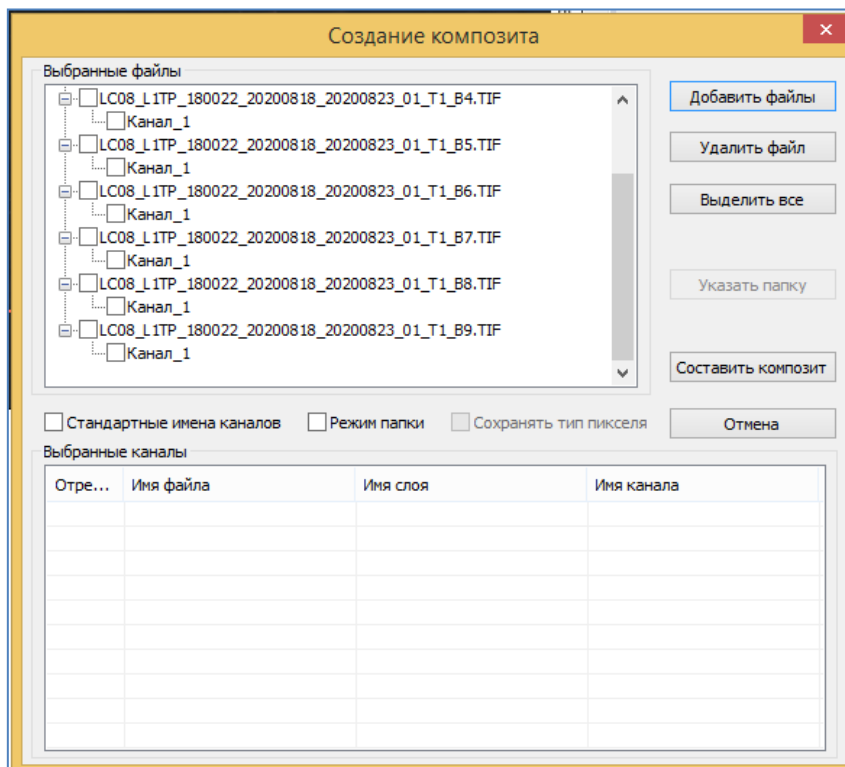 Создание композита
Выбранные файлы
LC08_L1TP_180022_20200818_20200823_01_T1_B4.TIF
Канал_1
LC08_L1TP_180022_20200818_20200823_01_T1_B5.TIF
Канал_1
LC08_L1TP_180022_20200818_20200823_01_T1_B6.TIF
Канал_1
LC08_L1TP_180022_20200818_20200823_01_T1_B7.TIF
Канал_1
LC08_L1TP_180022_20200818_20200823_01_T1_B8.TIF
Канал_1
LC08_L1TP_180022_20200818_20200823_01_T1_B9.TIF
Канал_1
Добавить файлы
Удалить файл
Выделить все
Указать папку
Составить композит
Отмена
Стандартные имена каналов Режим папки Сохранять тип пикселя
Выбранные каналы
Отре... Имя файла Имя слоя Имя канала